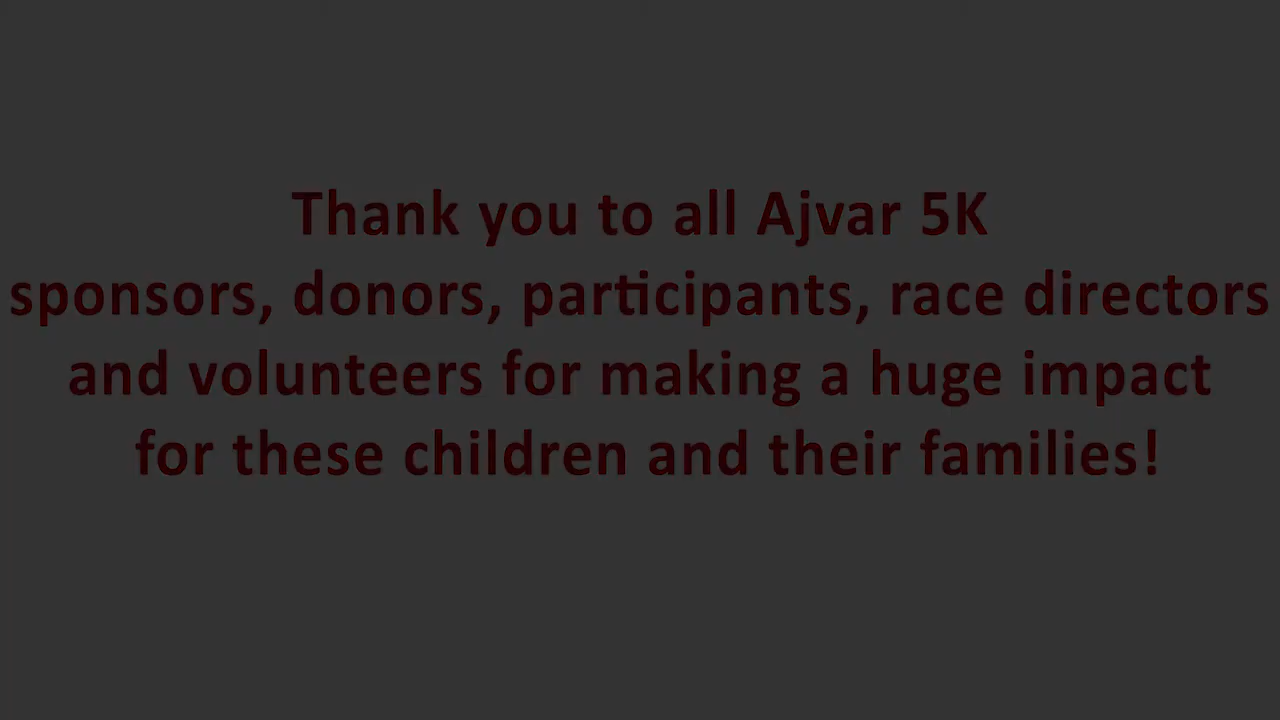 Thank you to all Ajvar 5K
sponsors, donors, participants, race directors
and volunteers for making a huge impact
for these children and their families!